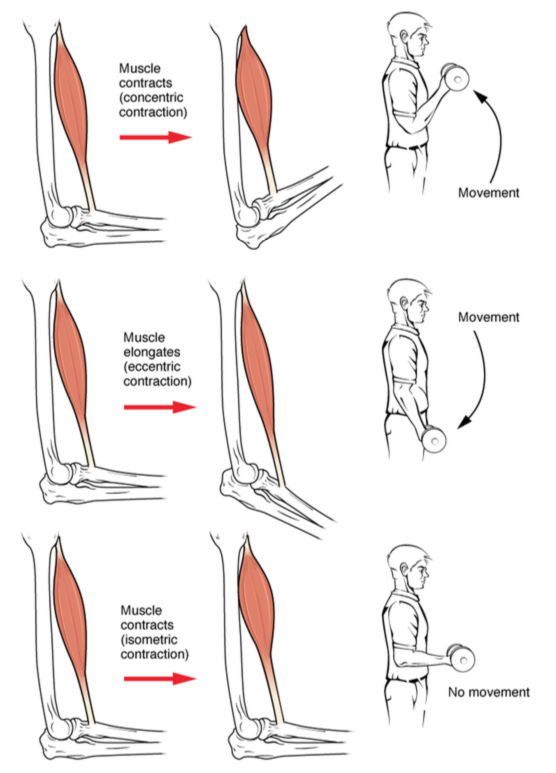 Muscle
contracts
(concentric
contraction)
Movement
Muscle
elongates
(eccentric
contraction)
Movement
Muscle
contracts
(isometric
contraction)
No movement